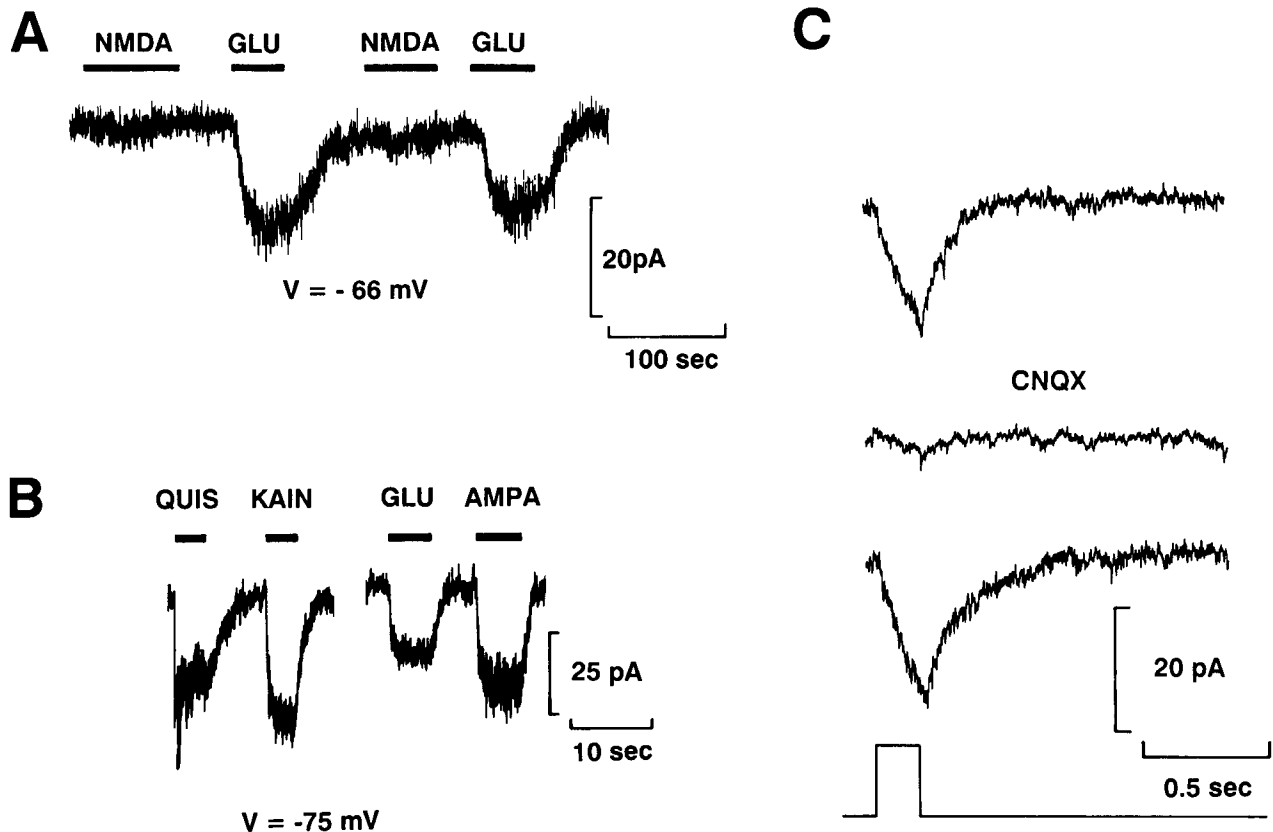 A
NMDA GLU NMDA GLU
20pA
V = - 66 mV
100 sec
B
QUIS KAIN GLU AMPA
25 pA
10 sec
V = -75 mV
C
CNQX
20 pA
0.5 sec